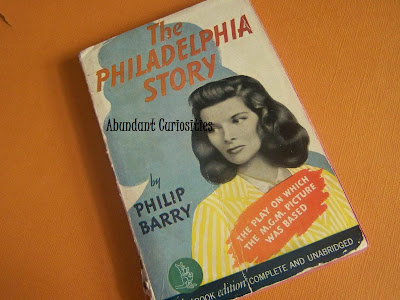 The
PHILADELPHIA
STORY
Abundant Curiosities
by
PHILIP
BARRY
THE PLAY ON WHICH
THE M.G.M. PICTURE
WAS BASED
BOOK edition COMPLETE AND UNABRIDGED